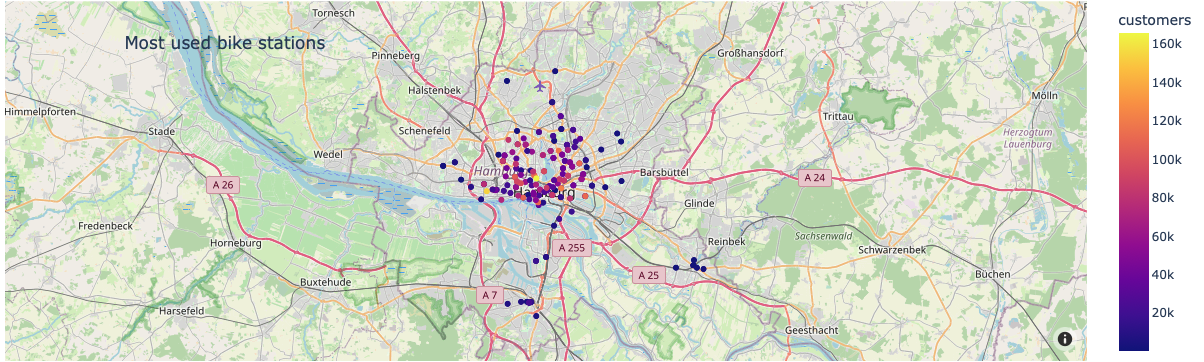 Most used bike stations
Tornesch
Pinneberg
Großhansdorf
Halstenbek
Himmelpforten
Mölln
Stade
Schenefeld
Trittau
Herzogtum
Lauenburg
Wedel
Barsbüttel
A 26
A 24
Hamburg
Glinde
Fredenbeck
Sachsenwald
Horneburg
Reinbek
Schwarzenbek
A 255
A 25
Büchen
Buxtehude
A 7
Harsefeld
Geesthacht
customers
160k
140k
120k
100k
80k
60k
40k
20k